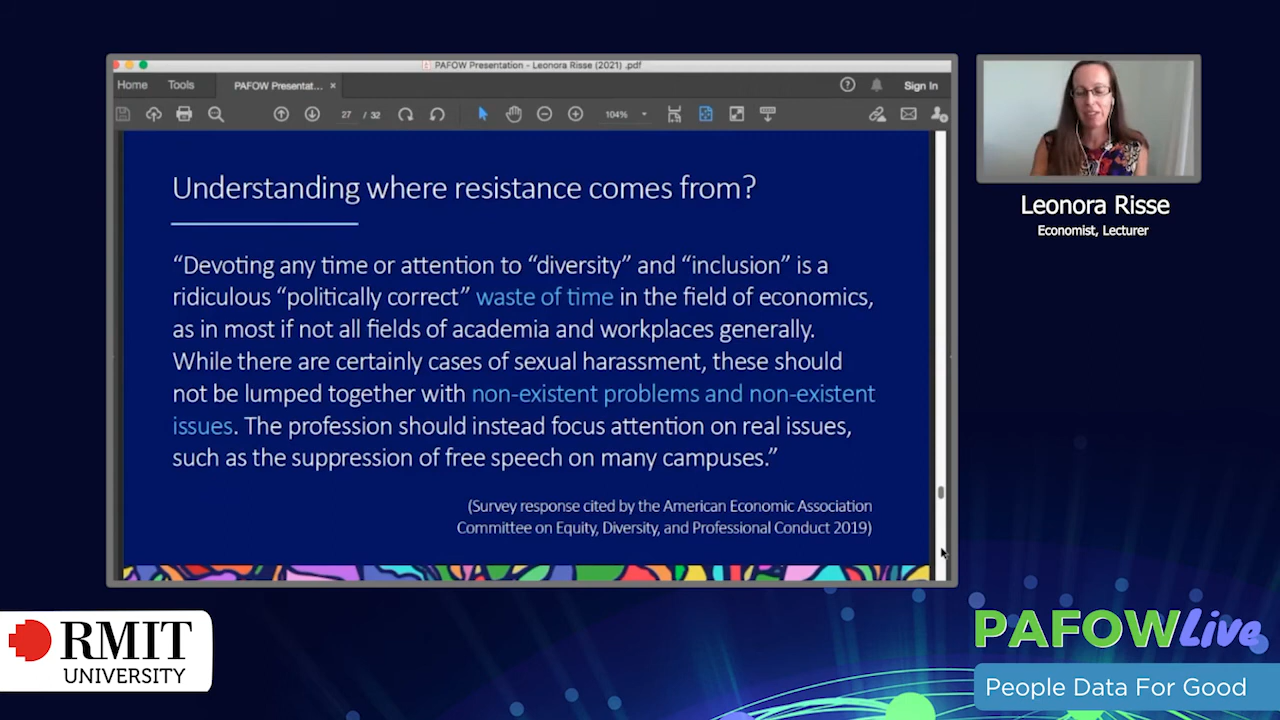 PAFOW Presentation - Leonora Risse (2021) .pdf
Home Tools PAFOW Presentat... × Sign In
27 / 32 104%
Understanding where resistance comes from?
“Devoting any time or attention to “diversity” and “inclusion” is a
ridiculous “politically correct” waste of time in the field of economics,
as in most if not all fields of academia and workplaces generally.
While there are certainly cases of sexual harassment, these should
not be lumped together with non-existent problems and non-existent
issues. The profession should instead focus attention on real issues,
such as the suppression of free speech on many campuses.”
(Survey response cited by the American Economic Association
Committee on Equity, Diversity, and Professional Conduct 2019)
Leonora Risse
Economist, Lecturer
RMIT
UNIVERSITY
PAFOWLive
People Data For Good